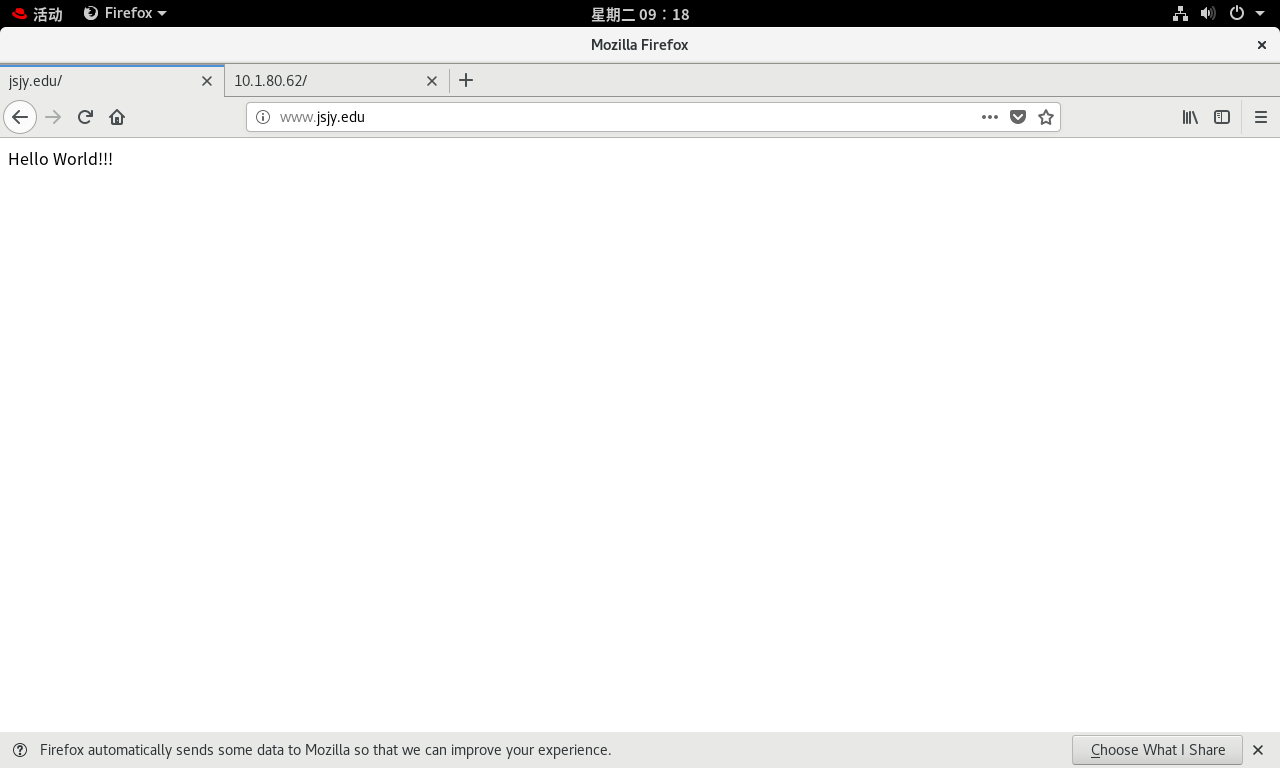 活动 Firefox 星期二 09：18
Mozilla Firefox
jsjy.edu/ 10.1.80.62/
www.jsjy.edu
Hello World!!!
Firefox automatically sends some data to Mozilla so that we can improve your experience. Choose What I Share